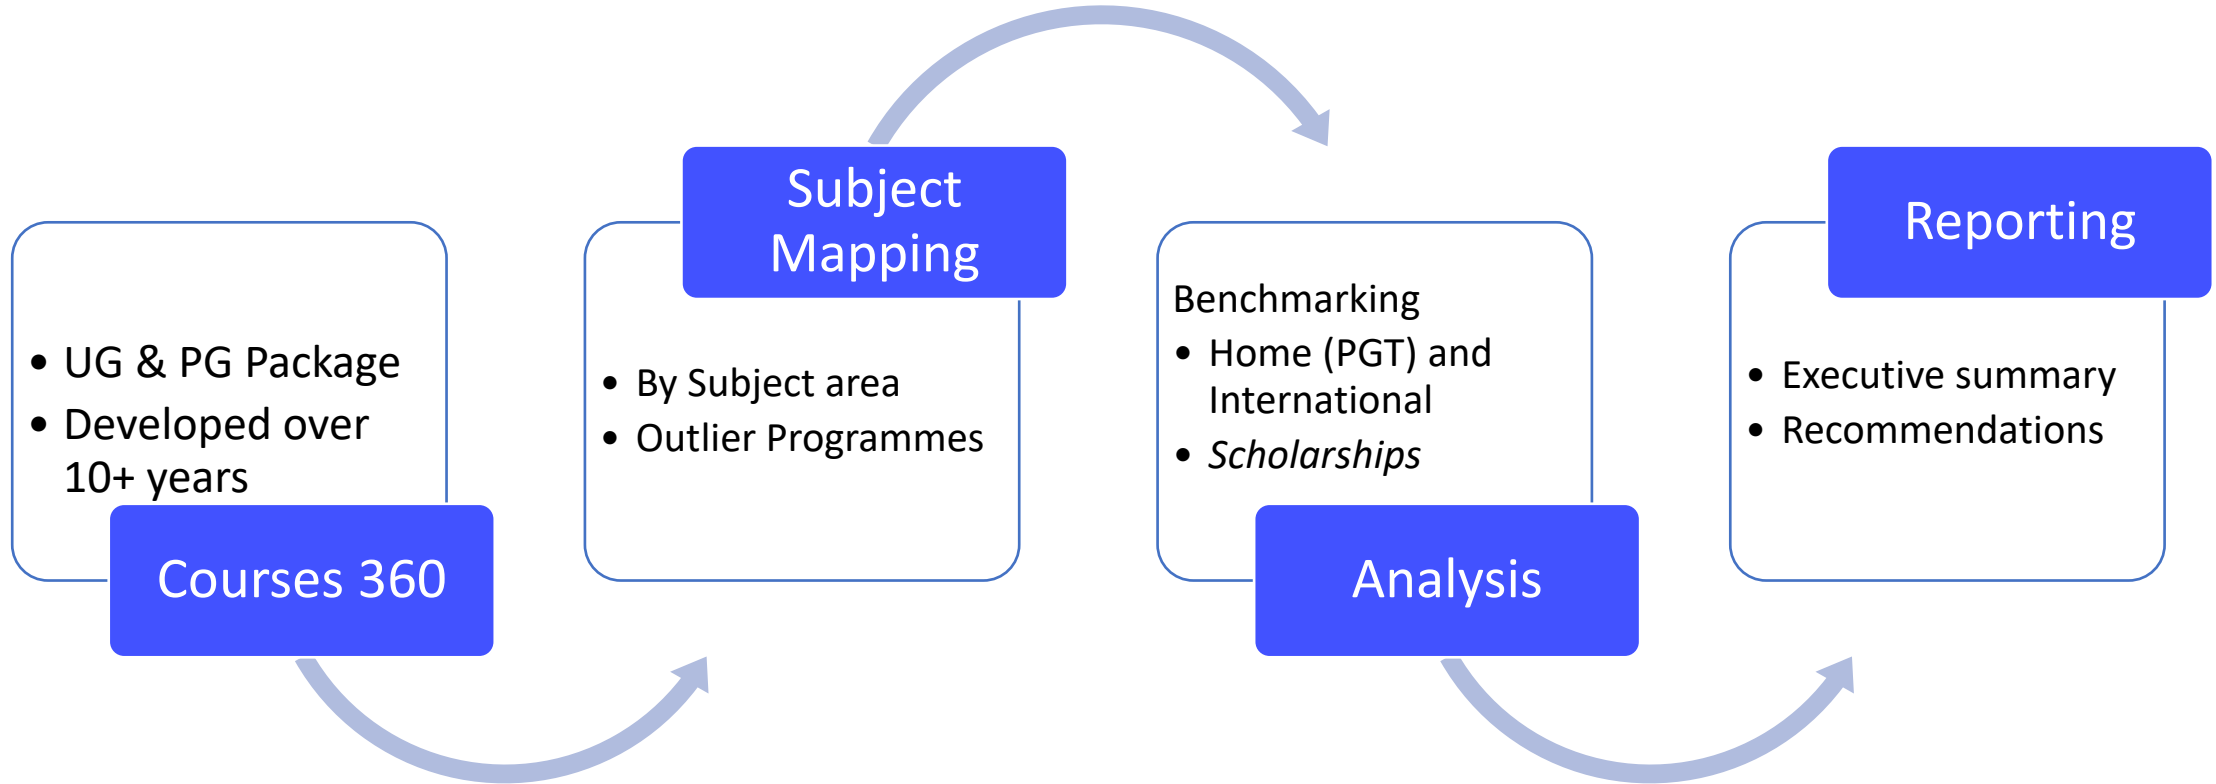 • UG & PG Package
• Developed over
10+ years
Courses 360
Subject
Mapping
• By Subject area
• Outlier Programmes
Benchmarking
• Home (PGT) and
International
• Scholarships
Analysis
Reporting
• Executive summary
• Recommendations